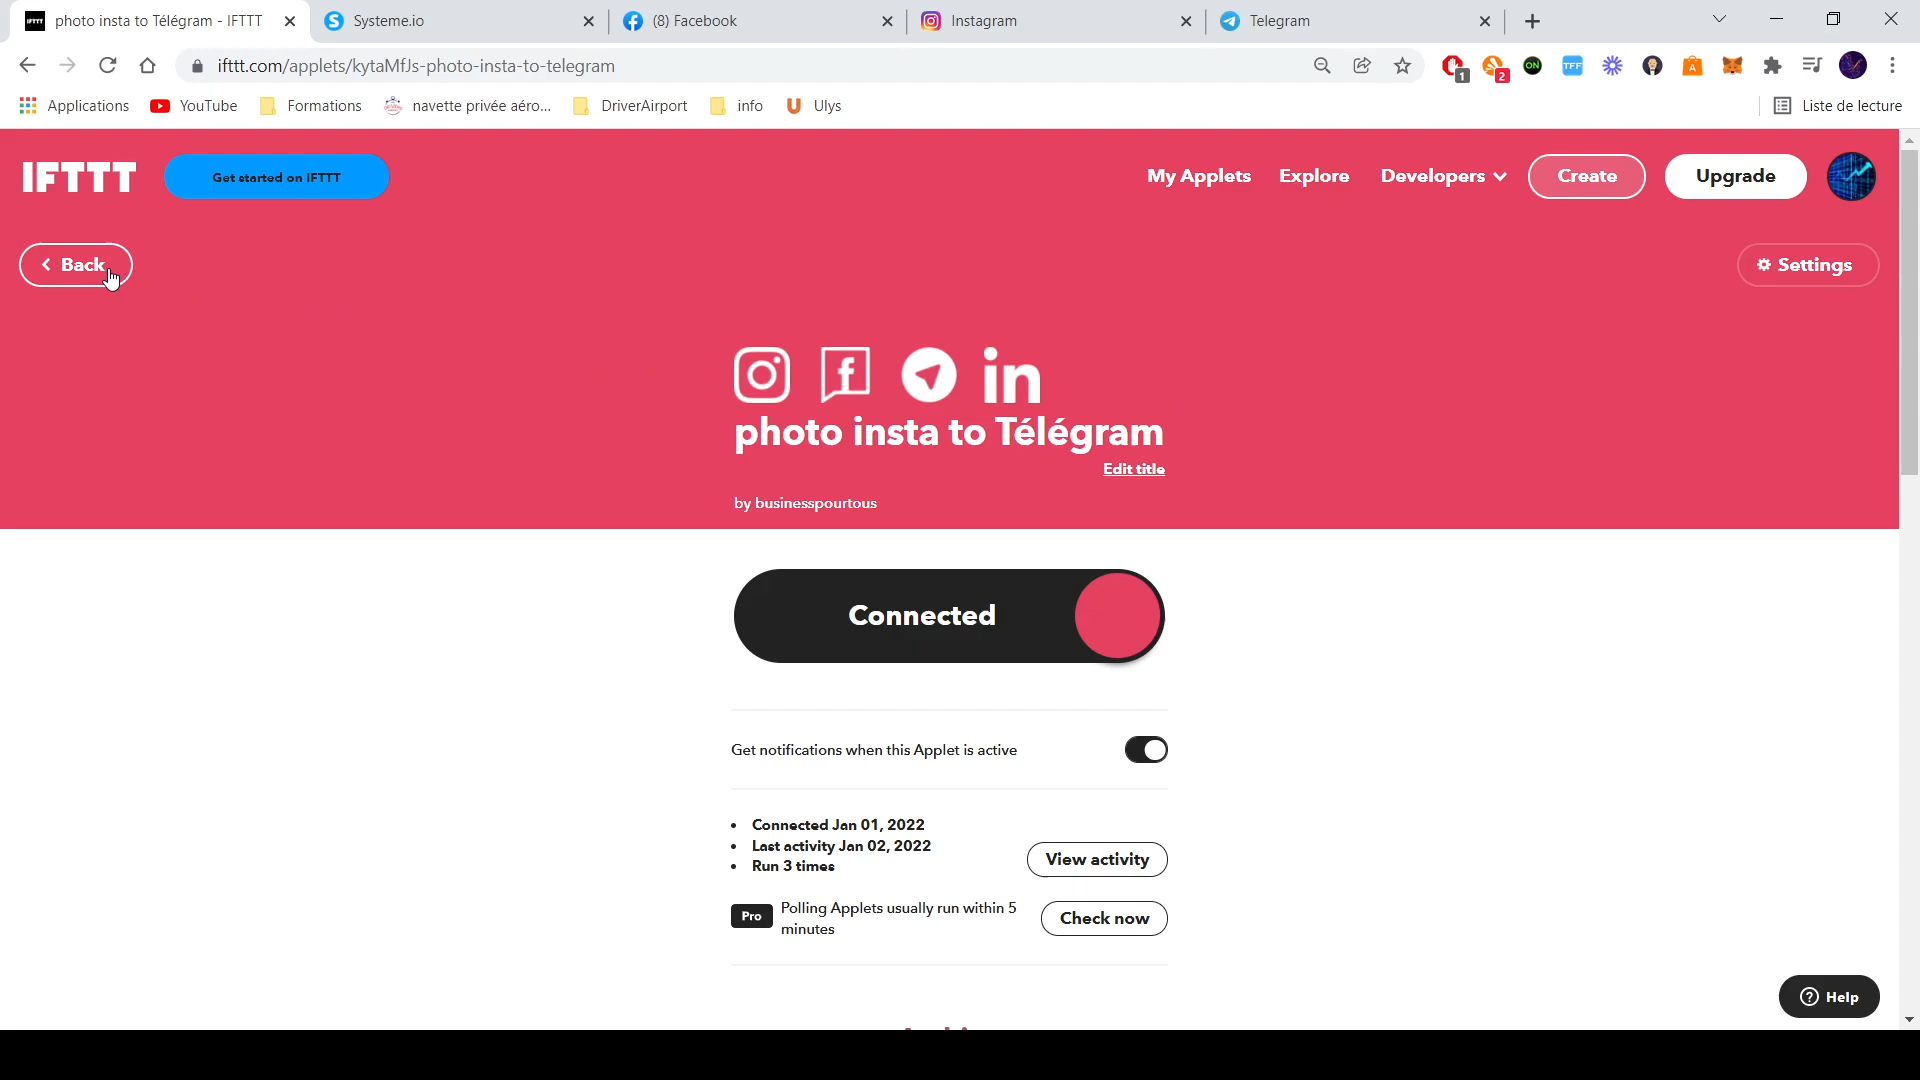 photo insta to Télégram - IFTTT
Systeme.io
(8) Facebook
Instagram
Telegram
ifttt.com/applets/kytaMfJs-photo-insta-to-telegram
1
2
ON
TFF
A
Applications
YouTube
Formations
navette privée aéro...
DriverAirport
info
Ulys
Liste de lecture
IFTTT
Get started on IFTTT
My Applets
Explore
Developers
Create
Upgrade
Back
Settings
photo insta to Télégram
Edit title
by businesspourtous
Connected
Get notifications when this Applet is active
Connected Jan 01, 2022
Last activity Jan 02, 2022
Run 3 times
View activity
Pro
Polling Applets usually run within 5
minutes
Check now
Help